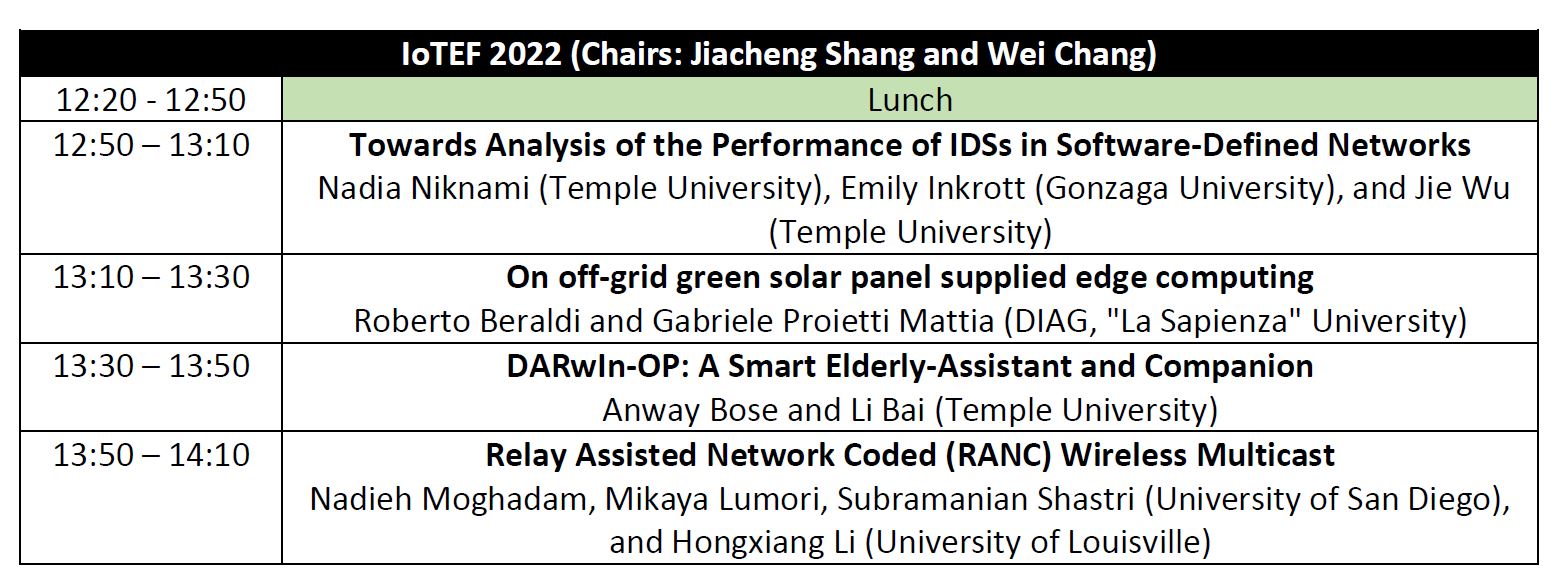 IoTEF 2022 (Chairs: Jiacheng Shang and Wei Chang)
12:20 - 12:50 Lunch
12:50 – 13:10 Towards Analysis of the Performance of IDSs in Software-Defined Networks
Nadia Niknami (Temple University), Emily Inkrott (Gonzaga University), and Jie Wu
(Temple University)
13:10 – 13:30 On off-grid green solar panel supplied edge computing
Roberto Beraldi and Gabriele Proietti Mattia (DIAG, "La Sapienza" University)
13:30 – 13:50 DARwIn-OP: A Smart Elderly-Assistant and Companion
Anway Bose and Li Bai (Temple University)
13:50 – 14:10 Relay Assisted Network Coded (RANC) Wireless Multicast
Nadieh Moghadam, Mikaya Lumori, Subramanian Shastri (University of San Diego),
and Hongxiang Li (University of Louisville)